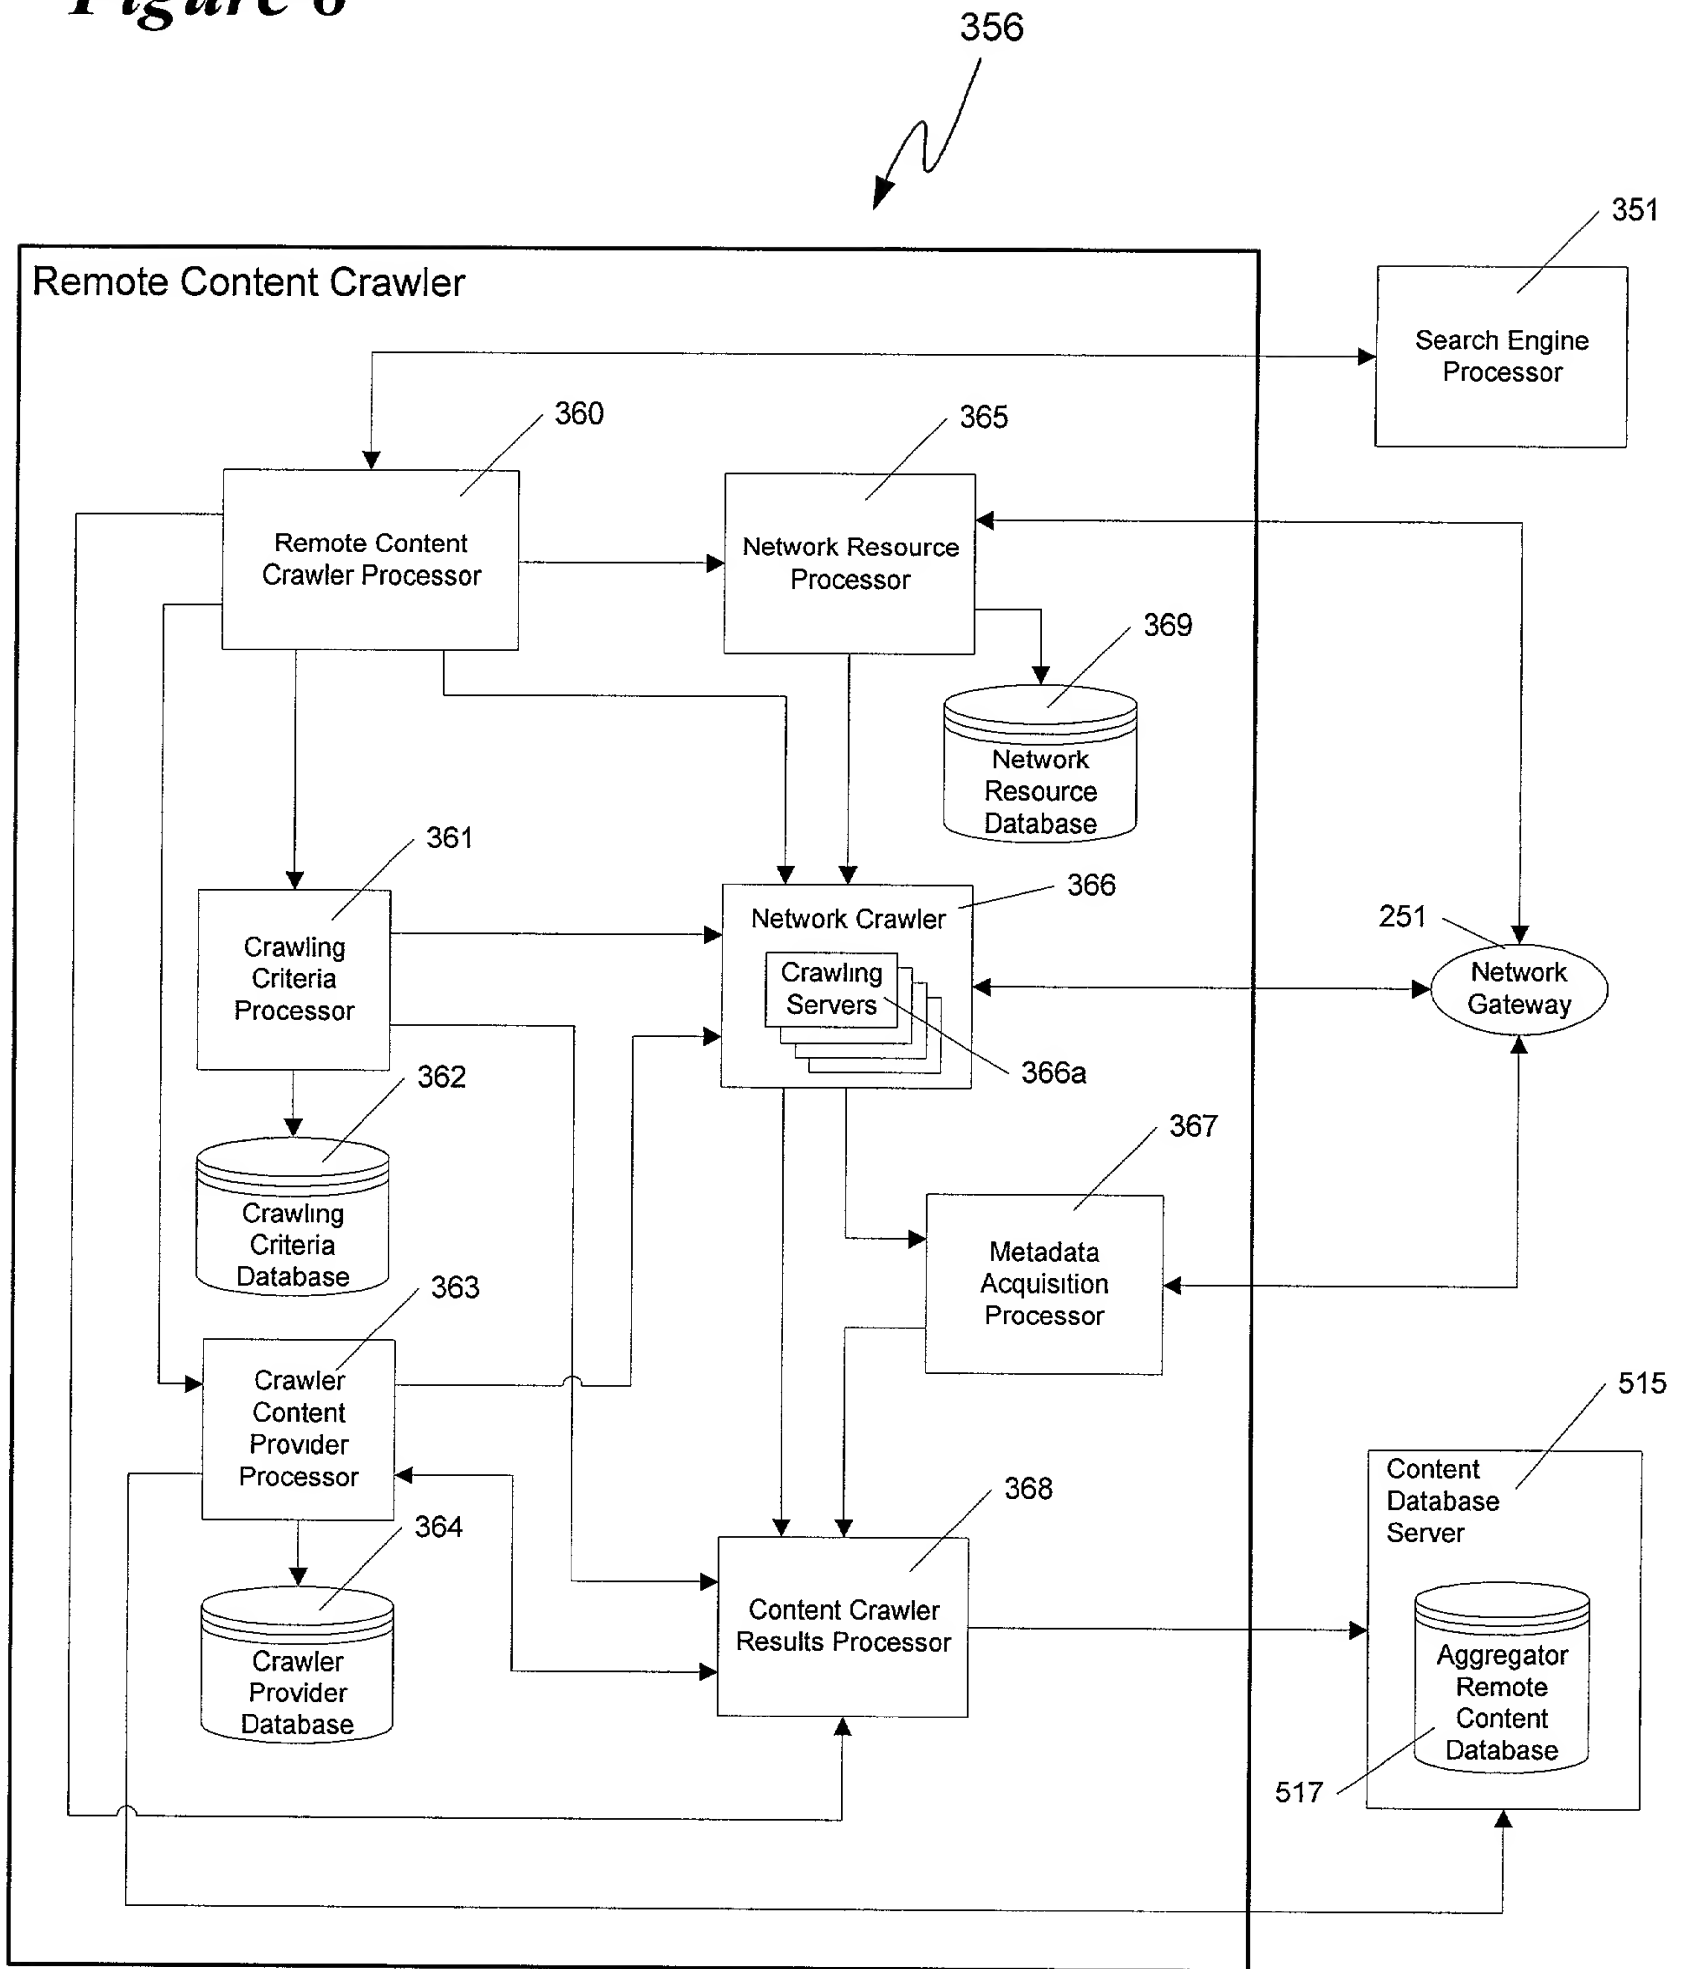 Figure 6
356
351
Remote Content Crawler
Search Engine
Processor
360
365
Remote Content
Crawler Processor
Network Resource
Processor
369
Network
Resource
Database
361
366
Network Crawler
251
Crawling
Criteria
Processor
Crawling
Servers
Network
Gateway
362
366a
367
Crawling
Criteria
Database
Metadata
Acquisition
Processor
363
Crawler
Content
Provider
Processor
515
Content
Database
Server
368
364
Content Crawler
Results Processor
Crawler
Provider
Database
Aggregator
Remote
Content
Database
517